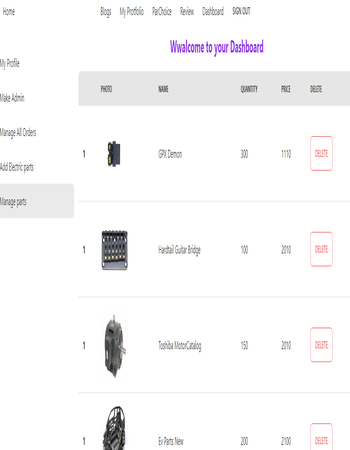 Home Blogs My Protfolio ParChoice Review Dashboard SIGN OUT
Wwalcome to your Dashboard
My Profile
Make Admin
Manage All Orders
Add Electric parts
Manage parts
PHOTO NAME QUANTITY PRICE DELETE
1 GPX Demon 300 1110 DELETE
1 Hardtail Guitar Bridge 100 2010 DELETE
1 Toshiba MotorCatalog 150 2010 DELETE
1 Ev Parts New 200 2100 DELETE